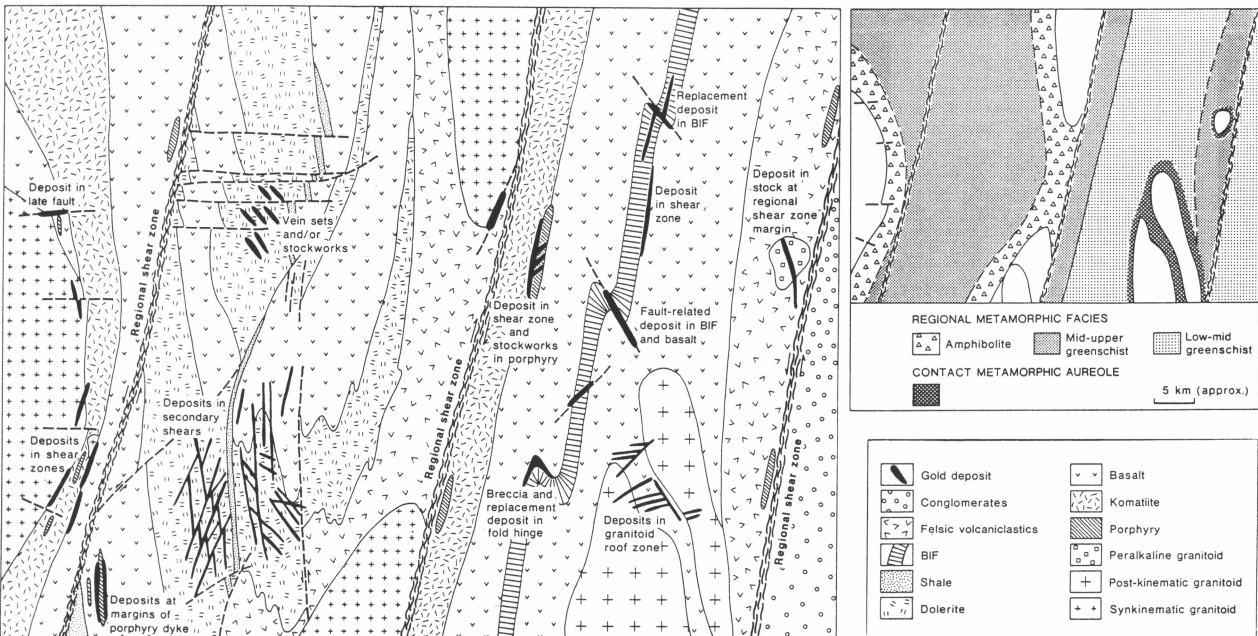 Deposit in
late fault
Regional shear zone
Vein sets
and/or
stockworks
Deposits in
secondary
shears
Deposits
in shear
zones
Deposits at
margins of
porphyry dyke
Regional shear zone
Deposit in
shear zone
and
stockworks
in porphyry
Breccia and
replacement
deposit in
fold hinge
Replacement
deposit
in BIF
Deposit
in shear
zone
Fault-related
deposit in BIF
and basalt
Deposits in
granitoid
roof zone
Deposit in
stock at
regional
shear zone
margin
Regional shear zone
REGIONAL METAMORPHIC FACIES
Amphibolite
Mid-upper
greenschist
Low-mid
greenschist
CONTACT METAMORPHIC AUREOLE
5 km (approx.)
Gold deposit
Conglomerates
Felsic volcaniclastics
BIF
Shale
Dolerite
Basalt
Komatiite
Porphyry
Peralkaline granitoid
Post-kinematic granitoid
Synkinematic granitoid